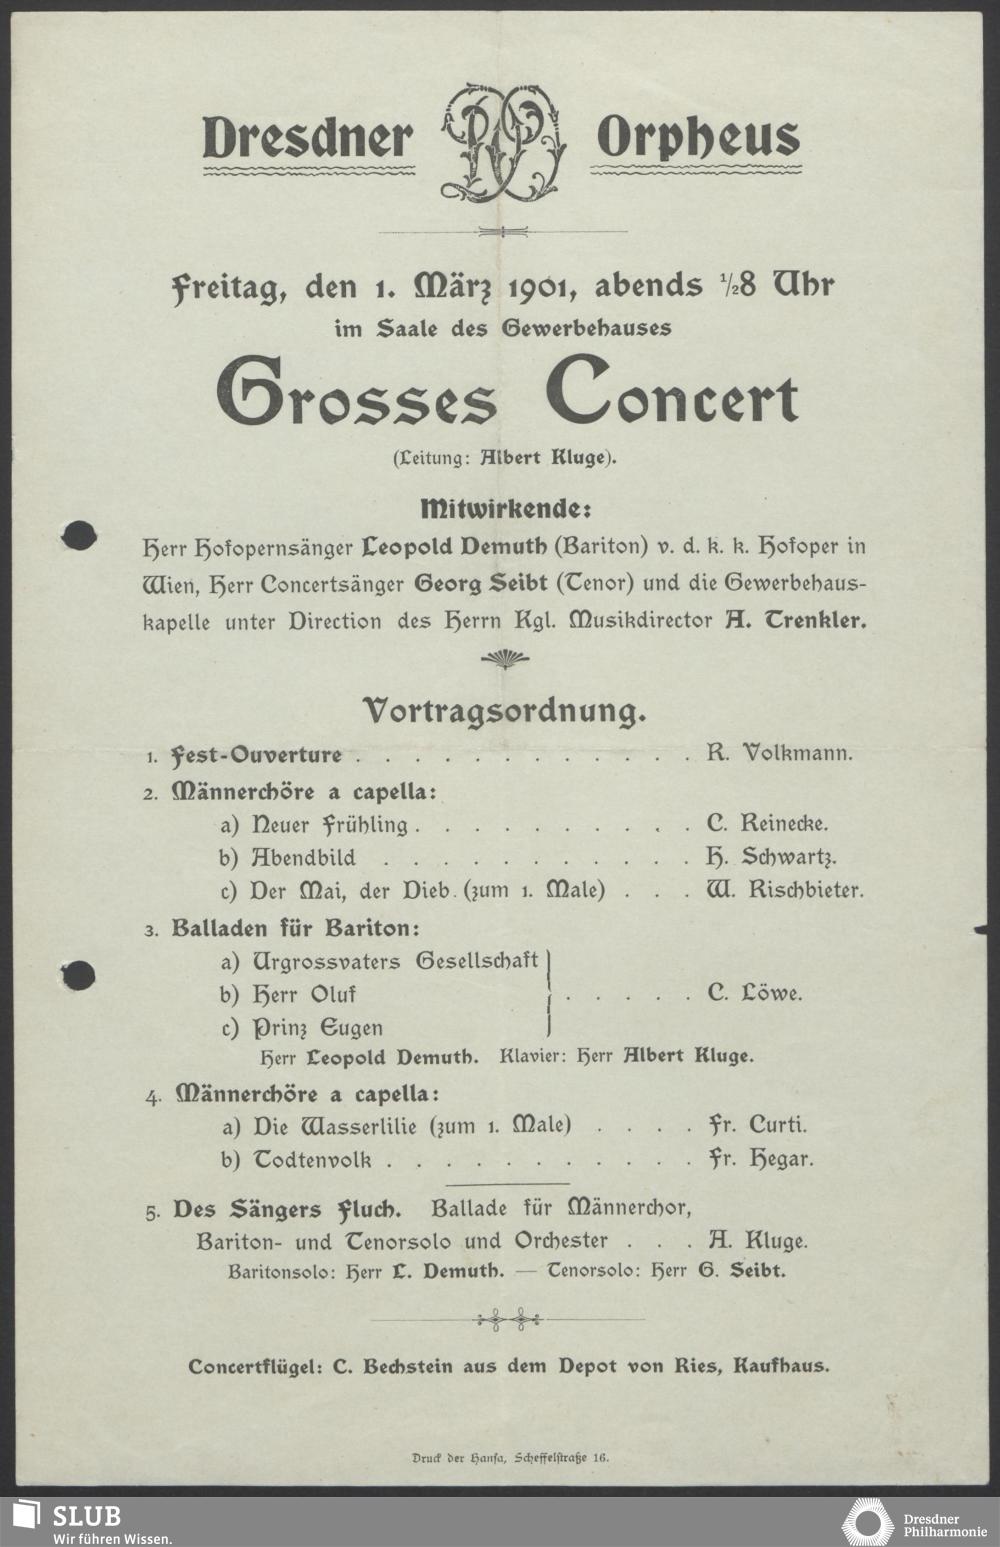 Dresdner Orpheus
Freitag, den 1. März 1901, abends ½8 Uhr
im Saale des Gewerbehauses
Grosses Concert
(Leitung: Albert Kluge).
Mitwirkende:
Herr Hofopernsänger Leopold Demuth (Bariton) v. d. k. k. Hofoper in
Wien, Herr Concertsänger Georg Seibt (Tenor) und die Gewerbehaus-
kapelle unter Direction des Herrn Kgl. Musikdirector A. Trenkler.
Vortragsordnung.
1. Fest-Ouverture . . . . . . . . . . . . R. Volkmann.
2. Männerchöre a capella:
a) Neuer Frühling . . . . . . . . . . C. Reinecke.
b) Abendbild . . . . . . . . . . . H. Schwartz.
c) Der Mai, der Dieb. (zum 1. Male) . . . W. Rischbieter.
3. Balladen für Bariton:
a) Urgrossvaters Gesellschaft
b) Herr Oluf . . . . . C. Löwe.
c) Prinz Eugen
Herr Leopold Demuth. Klavier: Herr Albert Kluge.
4. Männerchöre a capella:
a) Die Wasserlilie (zum 1. Male) . . . . Fr. Curti.
b) Todtenvolk . . . . . . . . . . . Fr. Hegar.
5. Des Sängers Fluch. Ballade für Männerchor,
Bariton- und Tenorsolo und Orchester . . . A. Kluge.
Baritonsolo: Herr L. Demuth. — Tenorsolo: Herr G. Seibt.
Concertflügel: C. Bechstein aus dem Depot von Ries, Kaufhaus.
Druck der Hansa, Scheffelstraße 16.
SLUB
Wir führen Wissen.
Dresdner
Philharmonie